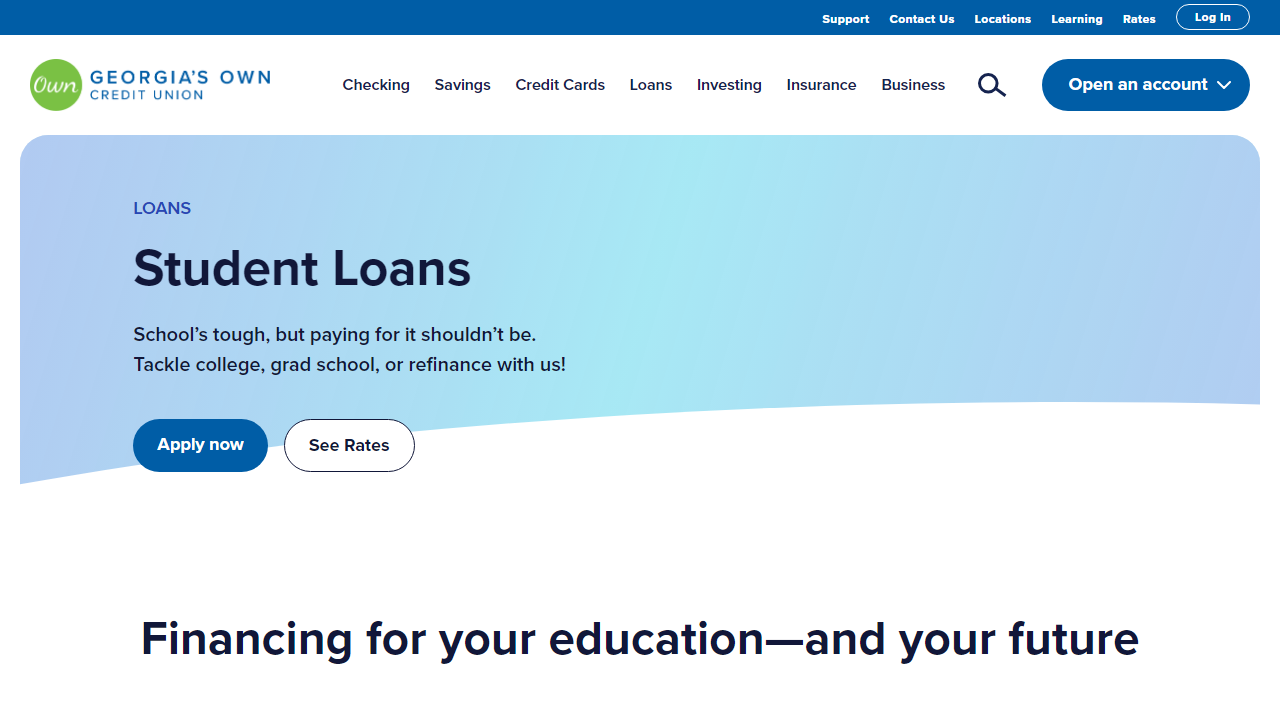 Support Contact Us Locations Learning Rates Log In
Own GEORGIA'S OWN
CREDIT UNION
Checking Savings Credit Cards Loans Investing Insurance Business Open an account
LOANS
Student Loans
School’s tough, but paying for it shouldn’t be.
Tackle college, grad school, or refinance with us!
Apply now See Rates
Financing for your education—and your future